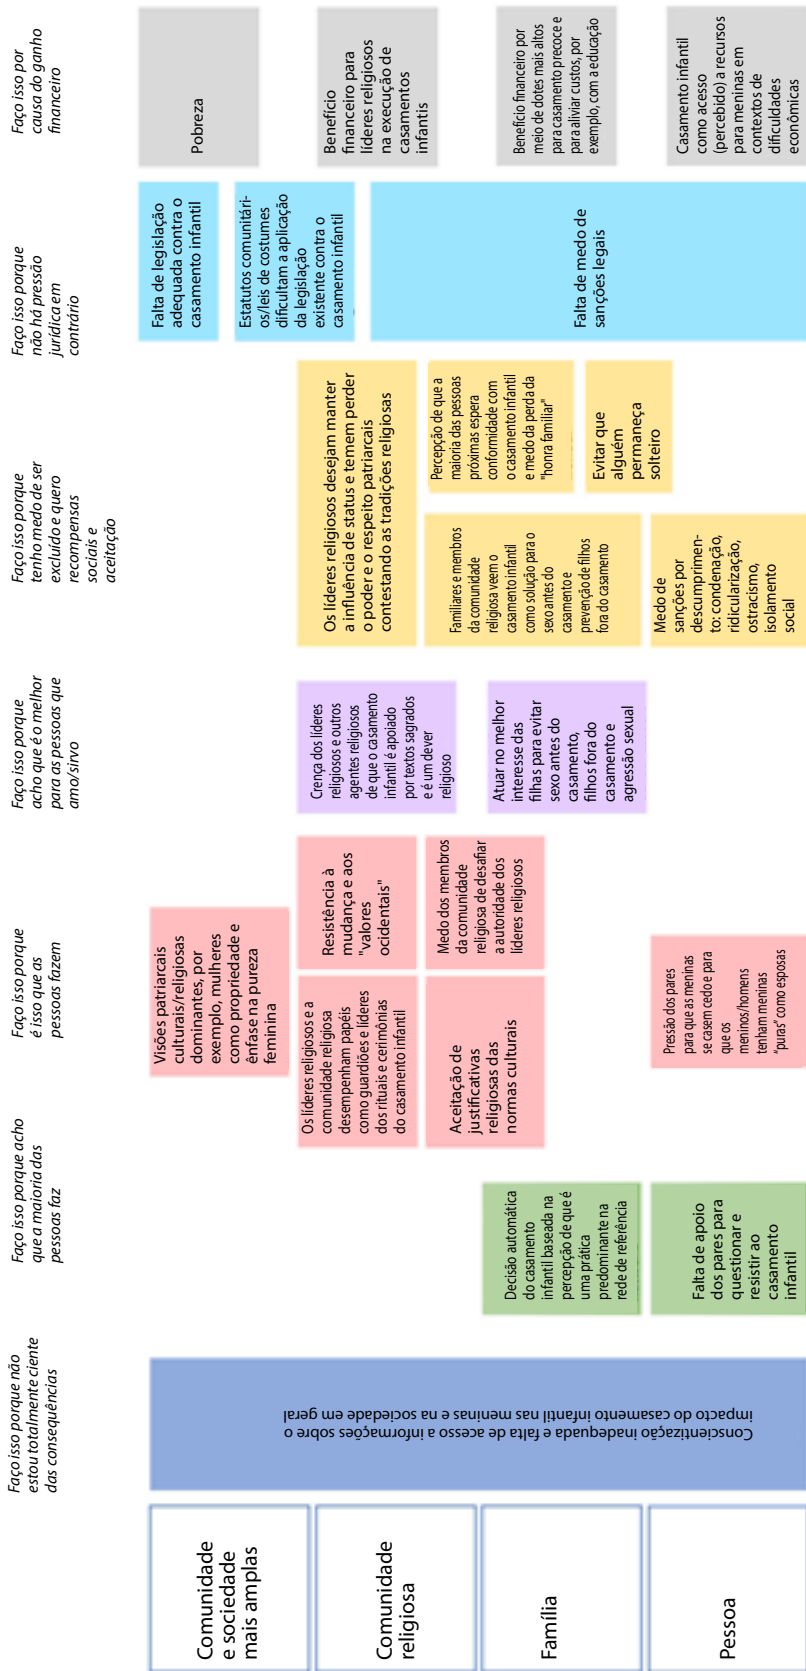 Faço isso porque não
estou totalmente ciente
das consequências
Faço isso porque acho
que a maioria das
pessoas faz
Faço isso porque
é isso que as
pessoas fazem
Faço isso porque
acho que é o melhor
para as pessoas que
amo/sirvo
Faço isso porque
tenho medo de ser
excluído e quero
recompensas
sociais e
aceitação
Faço isso porque
não há pressão
jurídica em
contrário
Faço isso por
causa do ganho
financeiro
Comunidade
e sociedade
mais amplas
Comunidade
religiosa
Família
Pessoa
Conscientização inadequada e falta de acesso a informações sobre o
impacto do casamento infantil nas meninas e na sociedade em geral
Decisão automática
do casamento
infantil baseada na
percepção de que é
uma prática
predominante na
rede de referência
Falta de apoio
dos pares para
questionar e
resistir ao
casamento
infantil
Visões patriarcais
culturais/religiosas
dominantes, por
exemplo, mulheres
como propriedade e
ênfase na pureza
feminina
Os líderes religiosos e a
comunidade religiosa
desempenham papéis
como guardiões e líderes
dos rituais e cerimônias
do casamento infantil
Resistência à
mudança e aos
"valores
ocidentais"
Aceitação de
justificativas
religiosas das
normas culturais
Medo dos membros
da comunidade
religiosa de desafiar
a autoridade dos
líderes religiosos
Pressão dos pares
para que as meninas
se casem cedo e para
que os
meninos/homens
tenham meninas
“puras” como esposas
Crença dos líderes
religiosos e outros
agentes religiosos
de que o casamento
infantil é apoiado
por textos sagrados
e é um dever
religioso
Atuar no melhor
interesse das
filhas para evitar
sexo antes do
casamento,
filhos fora do
casamento e
agressão sexual
Os líderes religiosos desejam manter
a influência de status e temem perder
o poder e o respeito patriarcais
contestando as tradições religiosas
Familiares e membros
da comunidade
religiosa veem o
casamento infantil
como solução para o
sexo antes do
casamento e
prevenção de filhos
fora do casamento
Percepção de que a
maioria das pessoas
próximas espera
conformidade com
o casamento infantil
e medo da perda da
"honra familiar"
Evitar que
alguém
permaneça
solteiro
Medo de
sanções por
descumprimen-
to: condenação,
ridicularização,
ostracismo,
isolamento
social
Falta de legislação
adequada contra o
casamento infantil
Estatutos comunitári-
os/leis de costumes
dificultam a aplicação
da legislação
existente contra o
casamento infantil
Falta de medo de
sanções legais
Pobreza
Benefício
financeiro para
líderes religiosos
na execução de
casamentos
infantis
Benefício financeiro por
meio de dotes mais altos
para casamento precoce e
para aliviar custos, por
exemplo, com a educação
Casamento infantil
como acesso
(percebido) a recursos
para meninas em
contextos de
dificuldades
econômicas